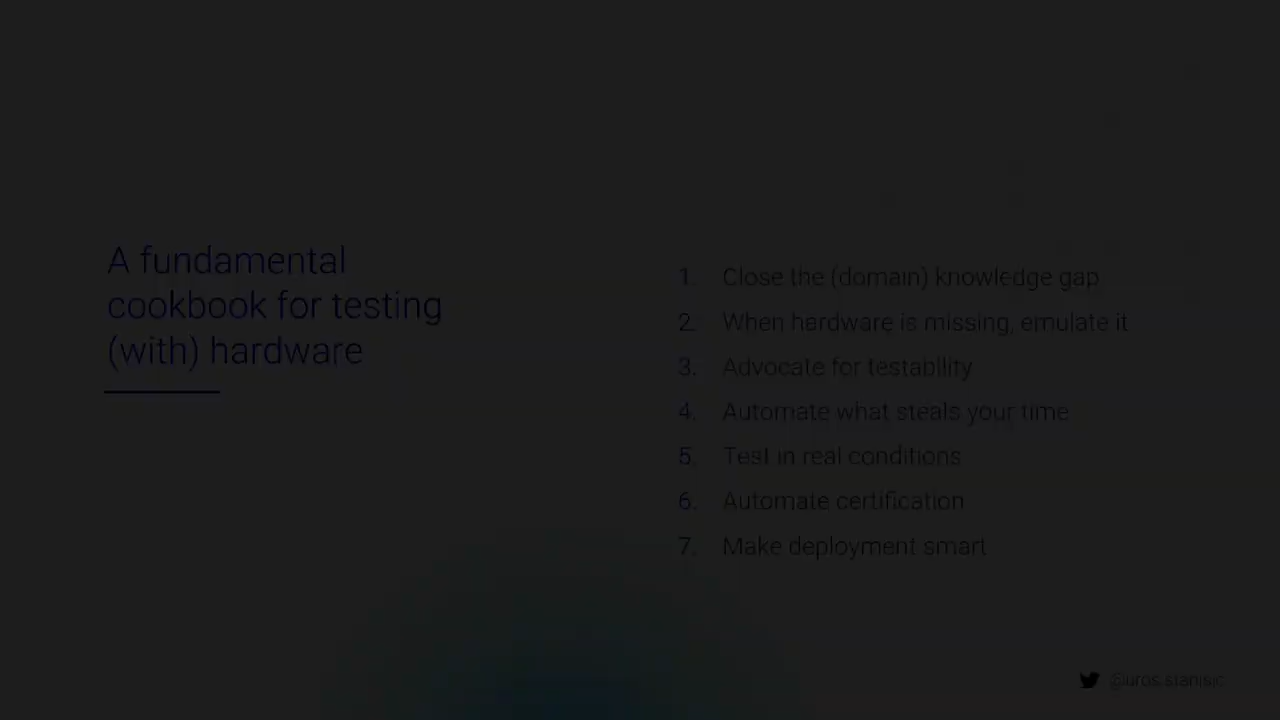 A fundamental
cookbook for testing
(with) hardware
1. Close the (domain) knowledge gap
2. When hardware is missing, emulate it
3. Advocate for testability
4. Automate what steals your time
5. Test in real conditions
6. Automate certification
7. Make deployment smart
@uros.stanisic